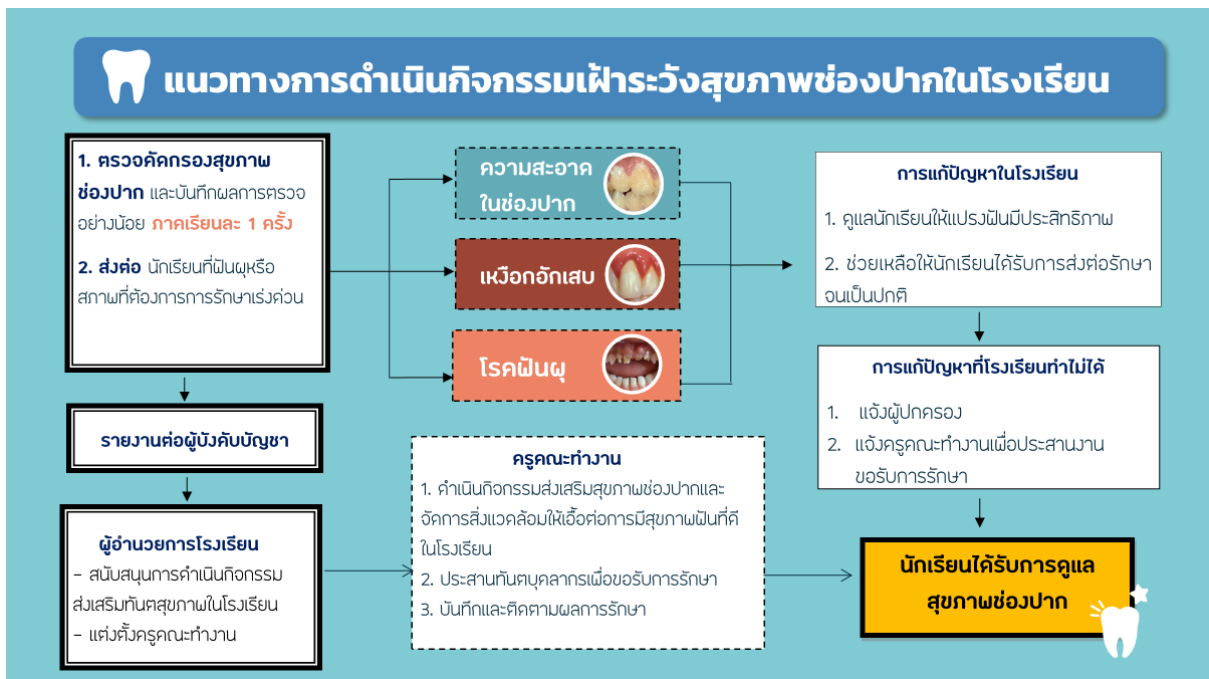 แนวทางการดำเนินกิจกรรมเฝ้าระวังสุขภาพช่องปากในโรงเรียน
1. ตรวจคัดกรองสุขภาพ
ช่องปาก และบันทึกผลการตรวจ
อย่างน้อย ภาคเรียนละ 1 ครั้ง
2. ส่งต่อ นักเรียนที่ฟันผุหรือ
สภาพที่ต้องการการรักษาเร่งด่วน
รายงานต่อผู้บังคับบัญชา
ผู้อำนวยการโรงเรียน
- สนับสนุนการดำเนินกิจกรรม
ส่งเสริมทันตสุขภาพในโรงเรียน
- แต่งตั้งครูคณะทำงาน
ความสะอาด
ในช่องปาก
เหงือกอักเสบ
โรคฟันผุ
ครูคณะทำงาน
1. ดำเนินกิจกรรมส่งเสริมสุขภาพช่องปากและ
จัดการสิ่งแวดล้อมให้เอื้อต่อการมีสุขภาพฟันที่ดี
ในโรงเรียน
2. ประสานทันตบุคลากรเพื่อขอรับการรักษา
3. บันทึกและติดตามผลการรักษา
การแก้ปัญหาในโรงเรียน
1. ดูแลนักเรียนให้แปรงฟันมีประสิทธิภาพ
2. ช่วยเหลือให้นักเรียนได้รับการส่งต่อรักษา
จนเป็นปกติ
การแก้ปัญหาที่โรงเรียนทำไม่ได้
1. แจ้งผู้ปกครอง
2. แจ้งครูคณะทำงานเพื่อประสานงาน
ขอรับการรักษา
นักเรียนได้รับการดูแล
สุขภาพช่องปาก